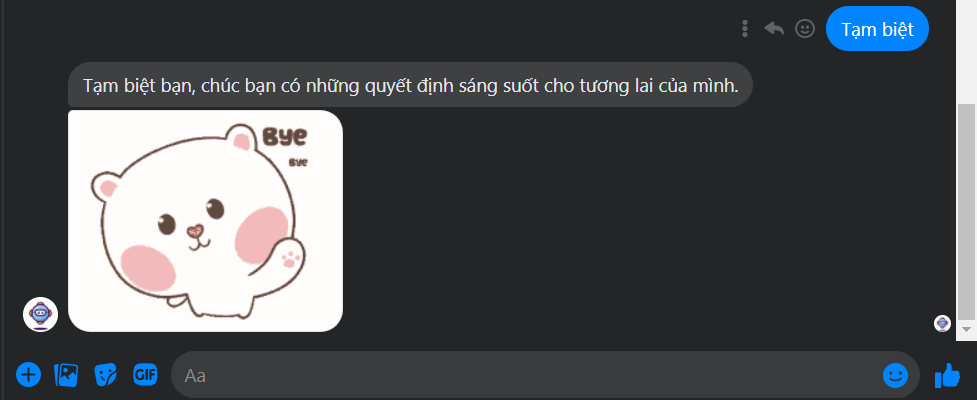 Tạm biệt
Tạm biệt bạn, chúc bạn có những quyết định sáng suốt cho tương lai của mình.
Bye
Bye
GIF
Aa